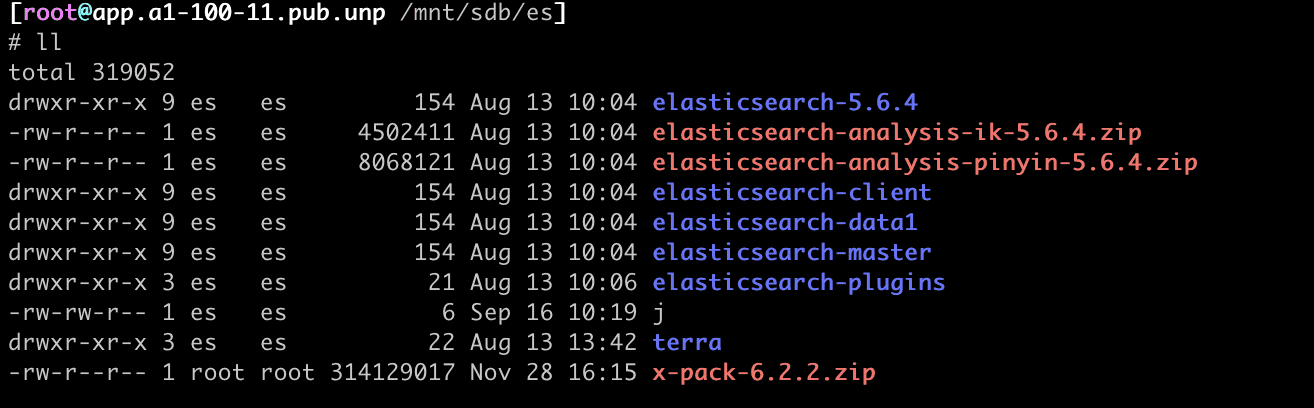 [root@app.a1-100-11.pub.unp /mnt/sdb/es]
# ll
total 319052
drwxr-xr-x 9 es   es         154 Aug 13 10:04 elasticsearch-5.6.4
-rw-r--r-- 1 es   es     4502411 Aug 13 10:04 elasticsearch-analysis-ik-5.6.4.zip
-rw-r--r-- 1 es   es     8068121 Aug 13 10:04 elasticsearch-analysis-pinyin-5.6.4.zip
drwxr-xr-x 9 es   es         154 Aug 13 10:04 elasticsearch-client
drwxr-xr-x 9 es   es         154 Aug 13 10:04 elasticsearch-data1
drwxr-xr-x 9 es   es         154 Aug 13 10:04 elasticsearch-master
drwxr-xr-x 3 es   es          21 Aug 13 10:06 elasticsearch-plugins
-rw-rw-r-- 1 es   es           6 Sep 16 10:19 j
drwxr-xr-x 3 es   es          22 Aug 13 13:42 terra
-rw-r--r-- 1 root root 314129017 Nov 28 16:15 x-pack-6.2.2.zip